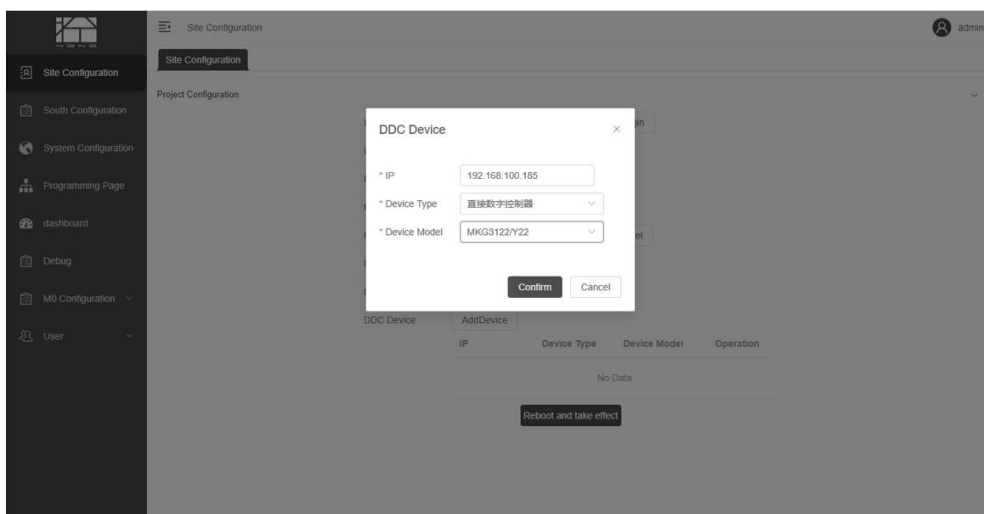 Site Configuration
admin
Site Configuration
Site Configuration
Project Configuration
South Configuration
System Configuration
Programming Page
dashboard
Debug
M0 Configuration
User
DDC Device
* IP
192.168.100.185
* Device Type
直接数字控制器
* Device Model
MKG3122/Y22
Confirm
Cancel
DDC Device
AddDevice
IP
Device Type
Device Model
Operation
No Data
Reboot and take effect